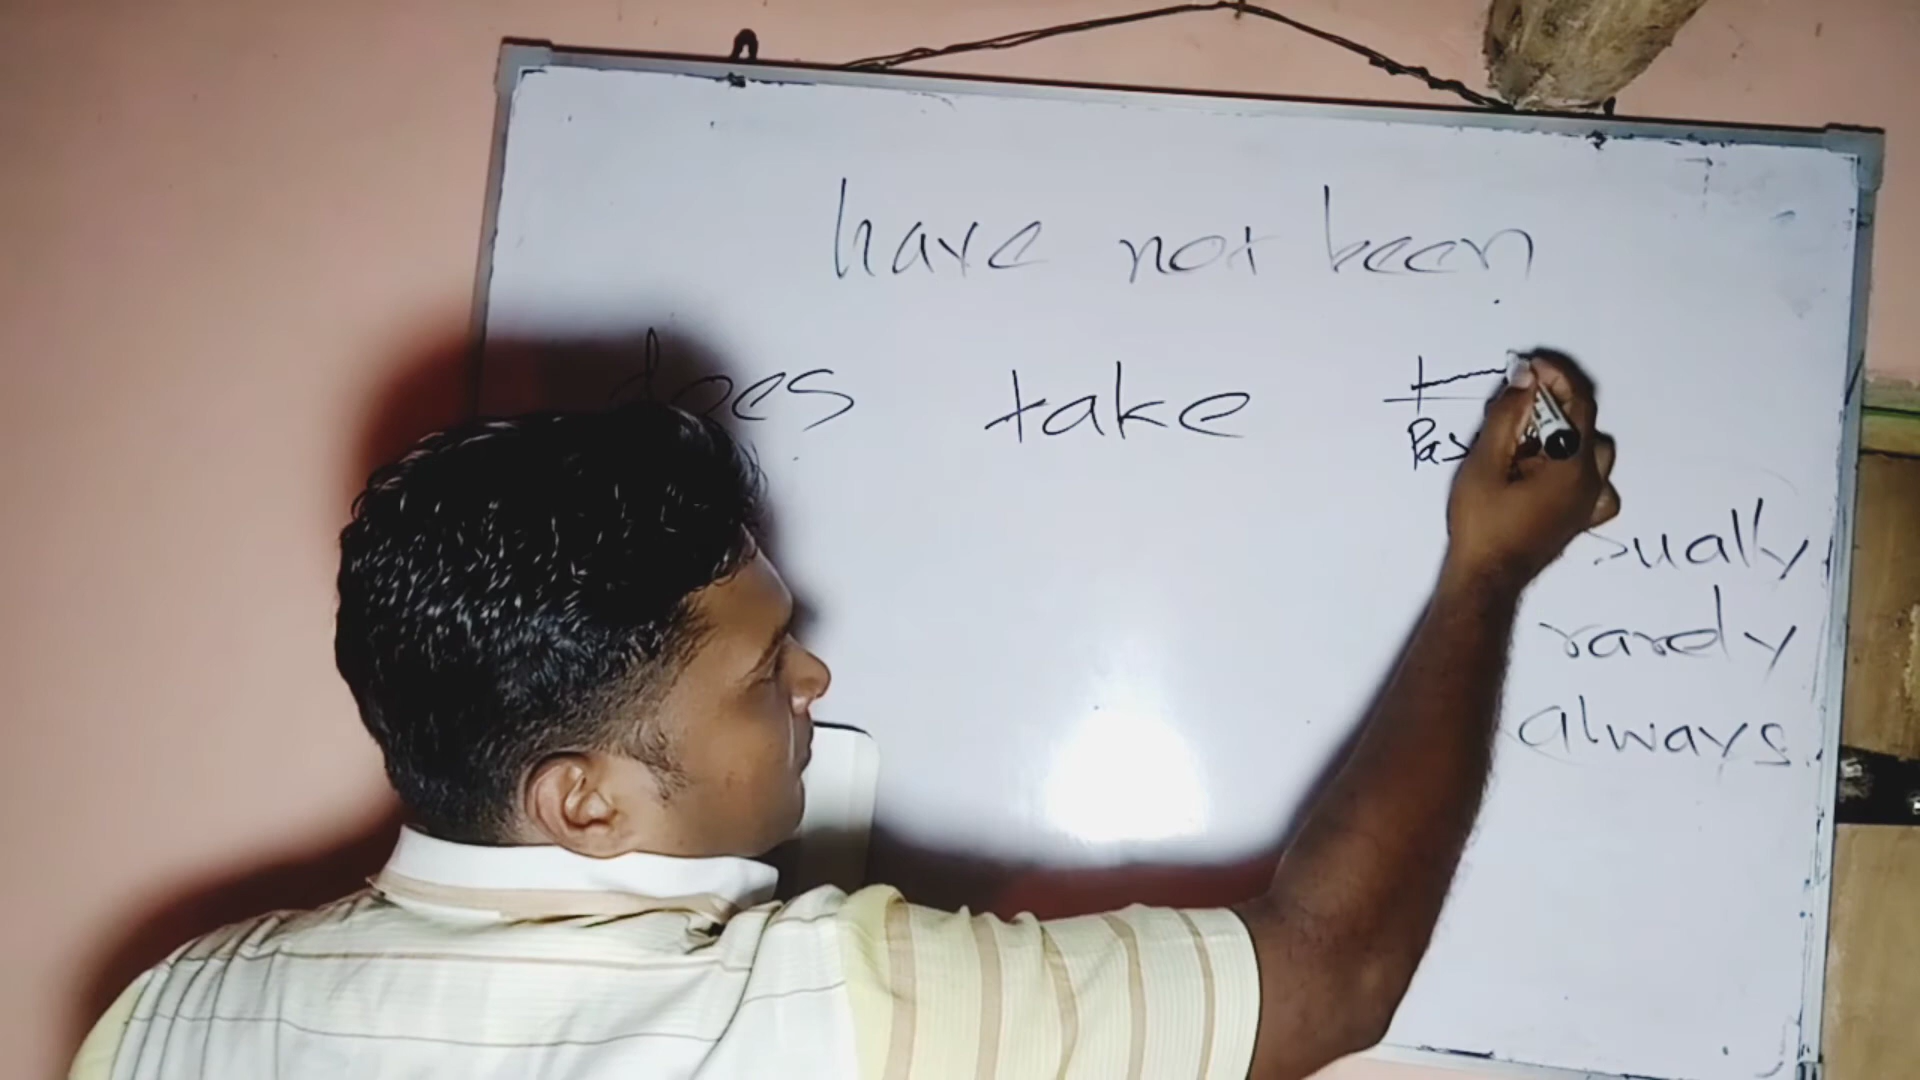 have not been
does take
usually
rarely
always